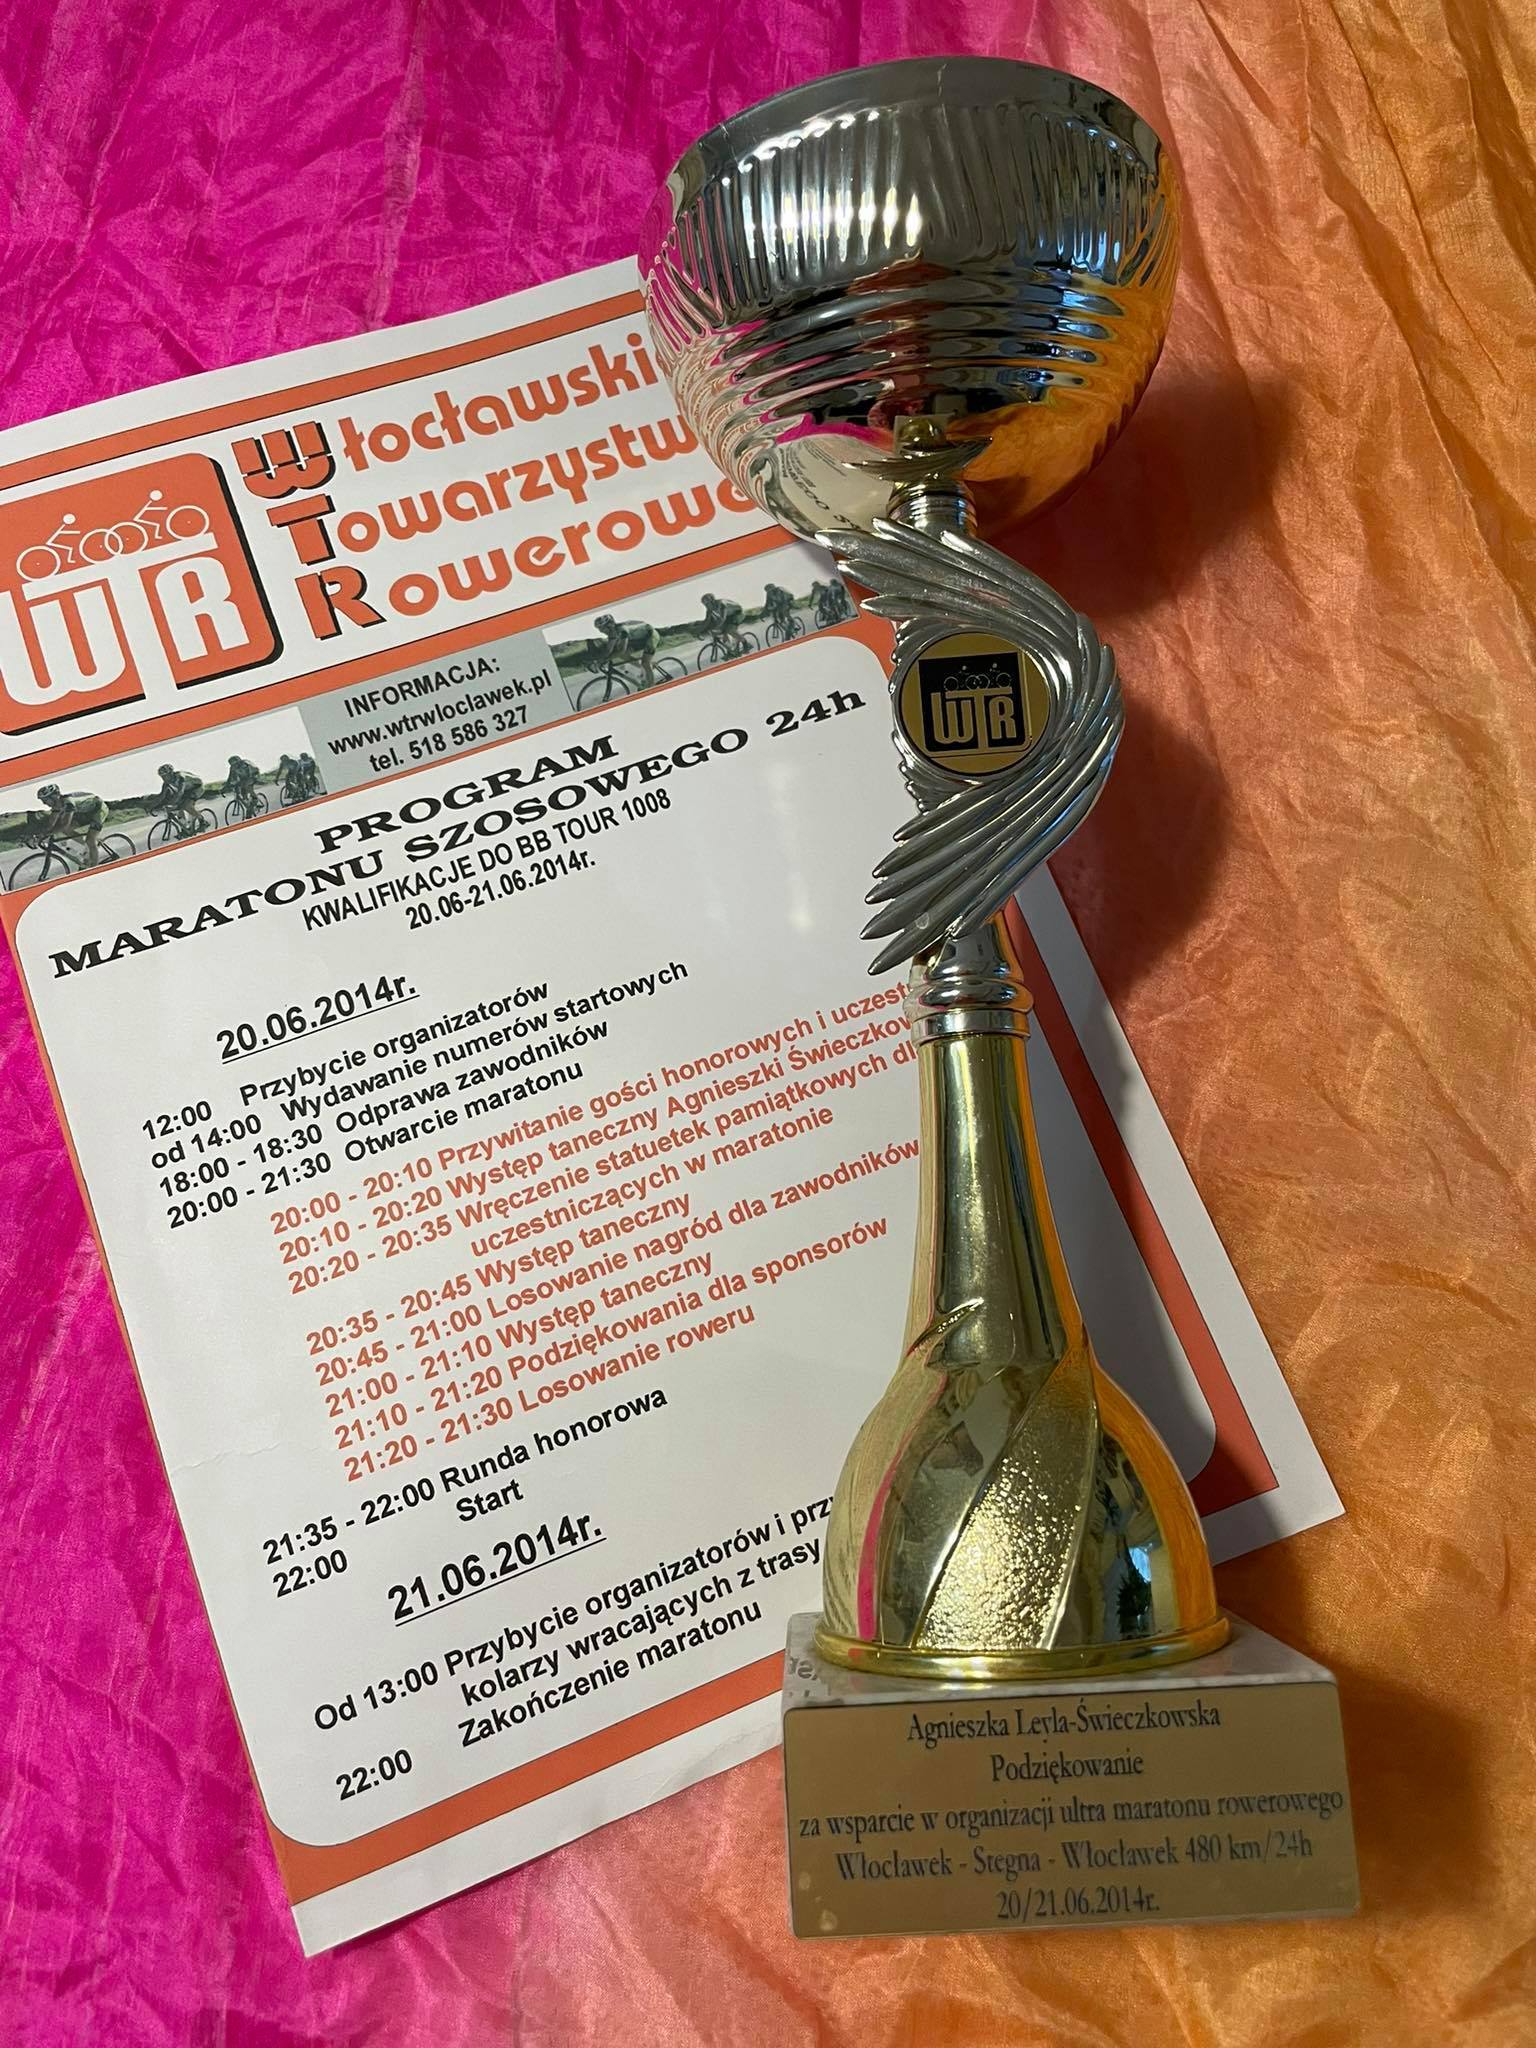 Włocławski
Towarzystw
Rowerowe
WTR
INFORMACJA:
www.wtrwloclawek.pl
tel. 518 586 327
PROGRAM
MARATONU SZOSOWEGO 24h
KWALIFIKACJE DO BB TOUR 1008
20.06-21.06.2014r.
20.06.2014r.
12:00 Przybycie organizatorów
od 14:00 Wydawanie numerów startowych
18:00 - 18:30 Odprawa zawodników
20:00 - 21:30 Otwarcie maratonu
20:00 - 20:10 Przywitanie gości honorowych i uczest
20:10 - 20:20 Występ taneczny Agnieszki Świeczkow
20:20 - 20:35 Wręczenie statuetek pamiątkowych dl
uczestniczących w maratonie
20:35 - 20:45 Występ taneczny
20:45 - 21:00 Losowanie nagród dla zawodników
21:00 - 21:10 Występ taneczny
21:10 - 21:20 Podziękowania dla sponsorów
21:20 - 21:30 Losowanie roweru
21:35 - 22:00 Runda honorowa
22:00 Start
21.06.2014r.
Od 13:00 Przybycie organizatorów i prz
kolarzy wracających z trasy
22:00 Zakończenie maratonu
WTR
Agnieszka Leyla-Świeczkowska
Podziękowanie
za wsparcie w organizacji ultra maratonu rowerowego
Włocławek - Stegna - Włocławek 480 km/24h
20/21.06.2014r.